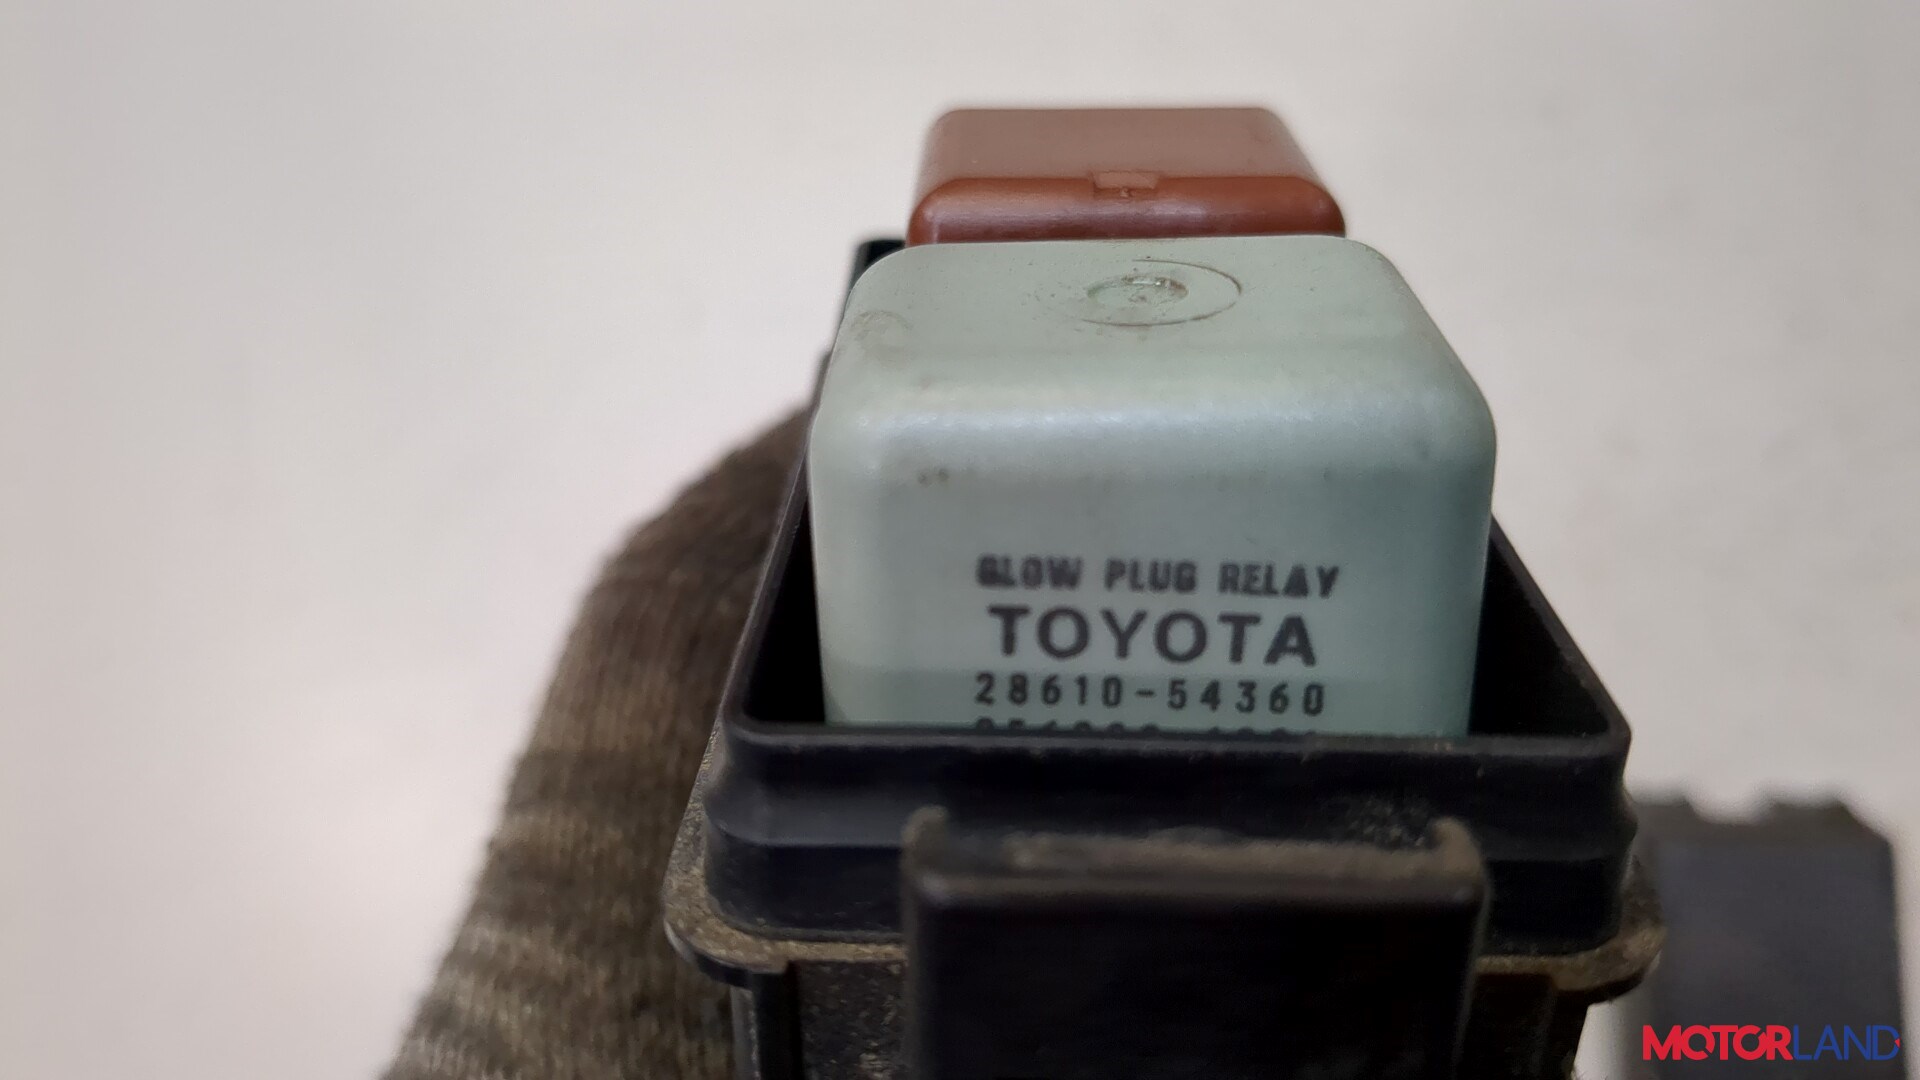 GLOW PLUG RELAY
TOYOTA
28610-54360
MOTORLAND